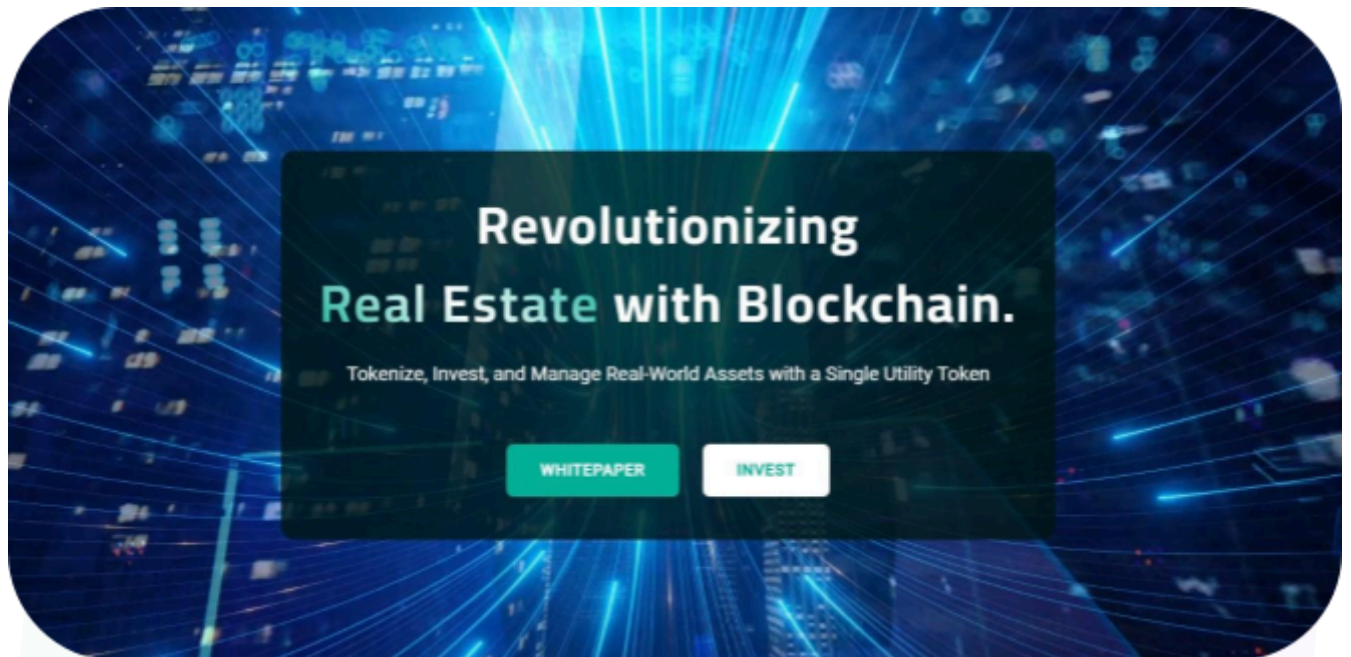 Revolutionizing
Real Estate with Blockchain.
Tokenize, Invest, and Manage Real-World Assets with a Single Utility Token
WHITEPAPER
INVEST